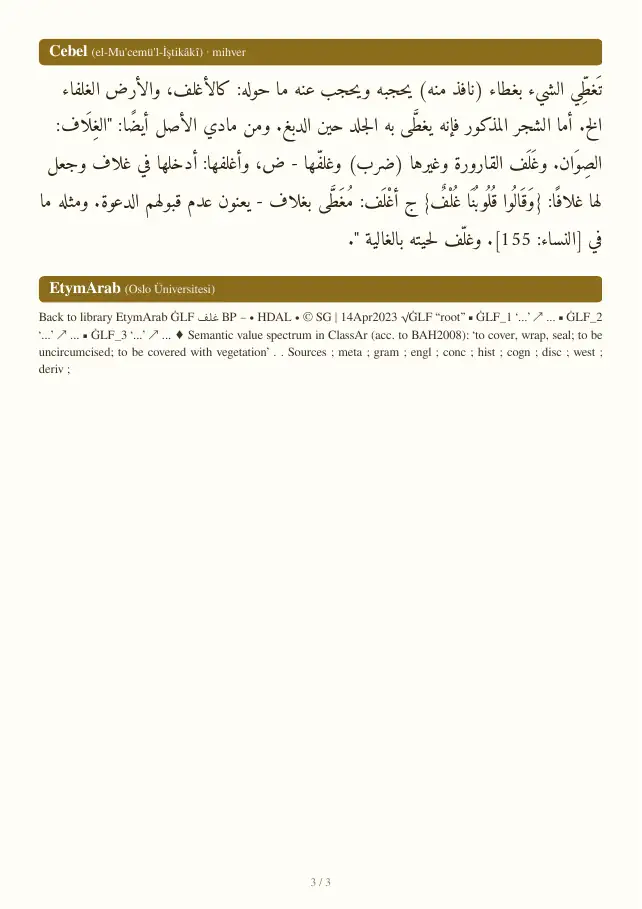 Cebel (el-Mu'cemü'l-İştikâkî) · mihver
تَغطِّي الشيء بغطاء (نافذ منه) يحجبه ويحجب عنه ما حوله: كالأغلف، والأرض الغلفاء
الخ. أما الشجر المذكور فإنه يغطَّى به الجلد حين الدبغ. ومن مادي الأصل أيضًا: "الغِلَاف:
الصِوَان. وغَلَف القارورة وغيرها (ضرب) وغلّفها - ض، وأغلفها: أدخلها في غلاف وجعل
لها غلافًا: {وَقَالُوا قُلُوبُنَا غُلْفٌ} ج أغْلَف: مُغَطَّى بغلاف - يعنون عدم قبولهم الدعوة. ومثله ما
في [النساء: 155]. وغلّف لحيته بالغالية ".
EtymArab (Oslo Üniversitesi)
Back to library EtymArab ĠLF غلف BP – • HDAL • © SG | 14Apr2023 √ĠLF “root” ▪ ĠLF_1 ‘...’ ↗ ... ▪ ĠLF_2
‘...’ ↗ ... ▪ ĠLF_3 ‘...’ ↗ ... ♦ Semantic value spectrum in ClassAr (acc. to BAH2008): ‘to cover, wrap, seal; to be
uncircumcised; to be covered with vegetation’ . . Sources ; meta ; gram ; engl ; conc ; hist ; cogn ; disc ; west ;
deriv ;
3 / 3